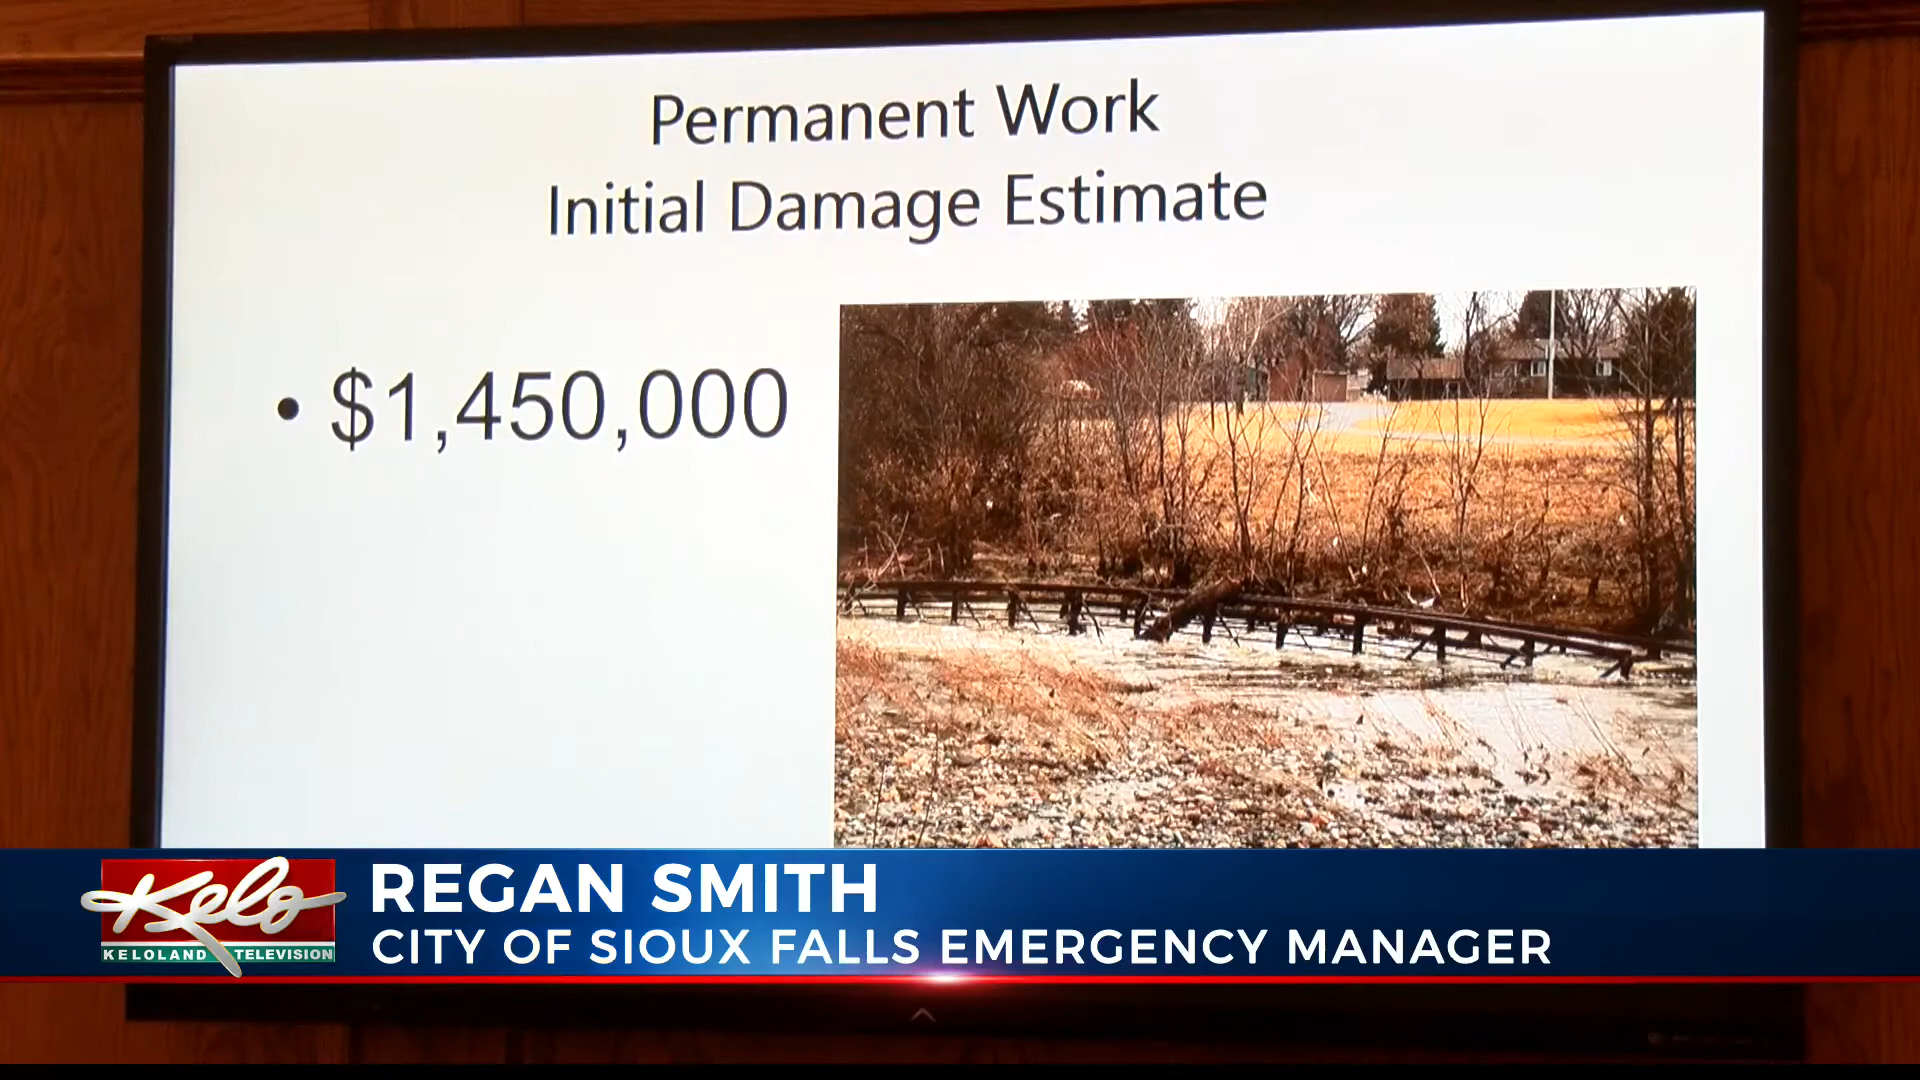 Permanent Work
Initial Damage Estimate
• $1,450,000
Kelo
KELOLAND TELEVISION
REGAN SMITH
CITY OF SIOUX FALLS EMERGENCY MANAGER